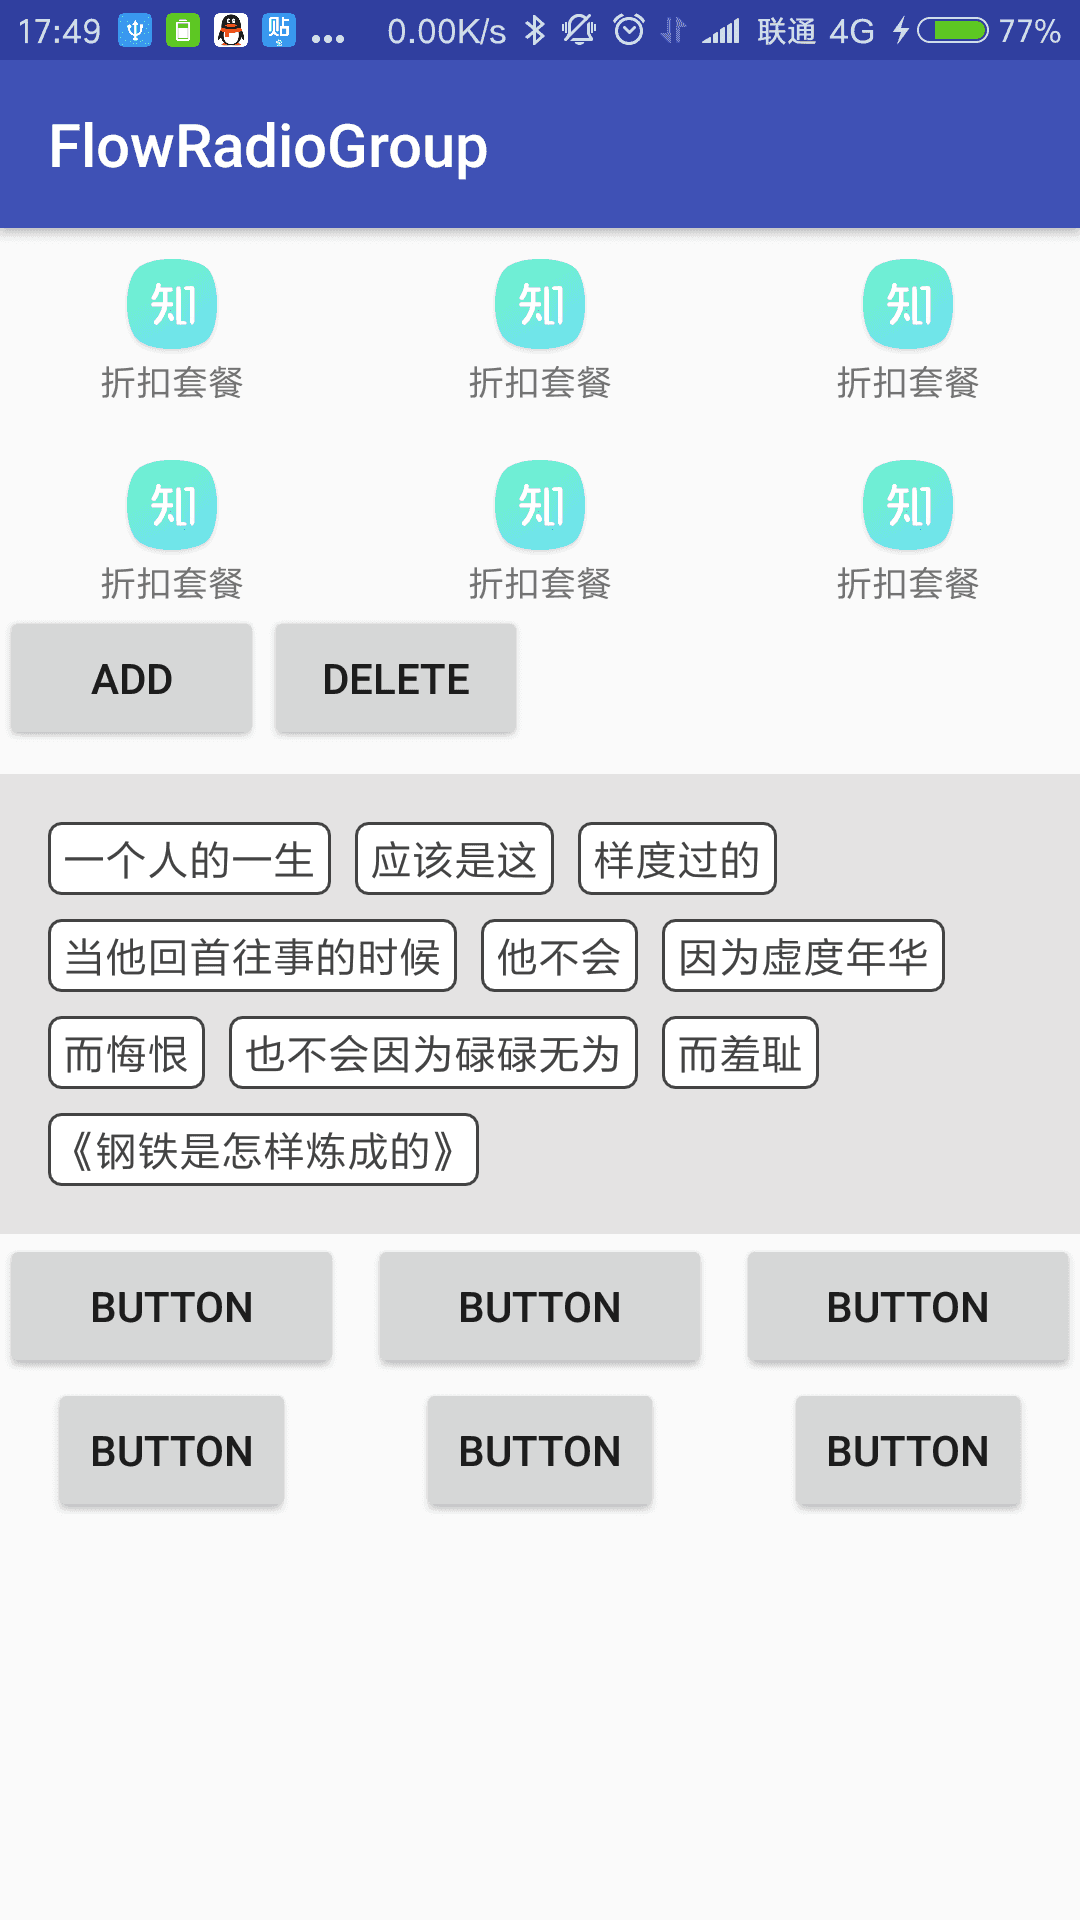 17:49 贴 ... 0.00K/s 联通 4G 77%
FlowRadioGroup
知 知 知
折扣套餐 折扣套餐 折扣套餐
知 知 知
折扣套餐 折扣套餐 折扣套餐
ADD DELETE
一个人的一生 应该是这 样度过的
当他回首往事的时候 他不会 因为虚度年华
而悔恨 也不会因为碌碌无为 而羞耻
《钢铁是怎样炼成的》
BUTTON BUTTON BUTTON
BUTTON BUTTON BUTTON